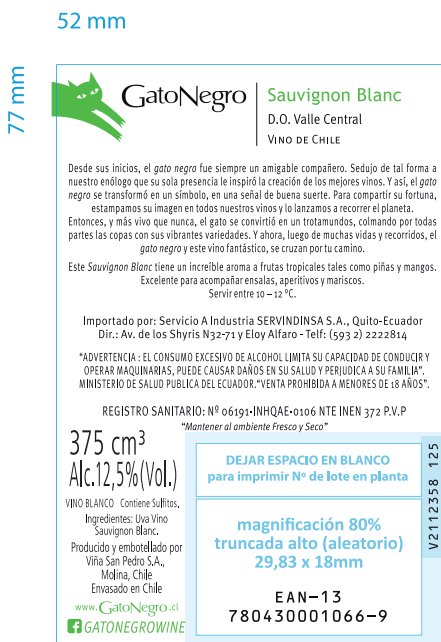 52 mm
77 mm
GatoNegro
Sauvignon Blanc
D.O. Valle Central
VINO DE CHILE
Desde sus inicios, el gato negro fue siempre un amigable compañero. Sedujo de tal forma a
nuestro enólogo que su sola presencia le inspiró la creación de los mejores vinos. Y así, el gato
negro se transformó en un símbolo, en una señal de buena suerte. Para compartir su fortuna,
estampamos su imagen en todos nuestros vinos y lo lanzamos a recorrer el planeta.
Entonces, y más vivo que nunca, el gato se convirtió en un trotamundos, colmando por todas
partes las copas con sus vibrantes variedades. Y ahora, luego de muchas vidas y recorridos, el
gato negro y este vino fantástico, se cruzan por tu camino.
Este Sauvignon Blanc tiene un increíble aroma a frutas tropicales tales como piñas y mangos.
Excelente para acompañar ensalas, aperitivos y mariscos.
Servir entre 10 – 12 °C.
Importado por: Servicio A Industria SERVINDINSA S.A., Quito-Ecuador
Dir.: Av. de los Shyris N32-71 y Eloy Alfaro - Telf: (593 2) 2222814
“ADVERTENCIA : EL CONSUMO EXCESIVO DE ALCOHOL LIMITA SU CAPACIDAD DE CONDUCIR Y
OPERAR MAQUINARIAS, PUEDE CAUSAR DAÑOS EN SU SALUD Y PERJUDICA A SU FAMILIA”.
MINISTERIO DE SALUD PUBLICA DEL ECUADOR.“VENTA PROHIBIDA A MENORES DE 18 AÑOS”.
REGISTRO SANITARIO: Nº 06191•INHQAE•0106 NTE INEN 372 P.V.P
“Mantener al ambiente Fresco y Seco”
375 cm³
Alc.12,5%(Vol.)
VINO BLANCO Contiene Sulfitos.
Ingredientes: Uva Vino
Sauvignon Blanc.
Producido y embotellado por
Viña San Pedro S.A.,
Molina, Chile
Envasado en Chile
www.GatoNegro.cl
f GATONEGROWINE
DEJAR ESPACIO EN BLANCO
para imprimir Nº de lote en planta
magnificación 80%
truncada alto (aleatorio)
29,83 x 18mm
EAN–13
780430001066–9
V2112358 125